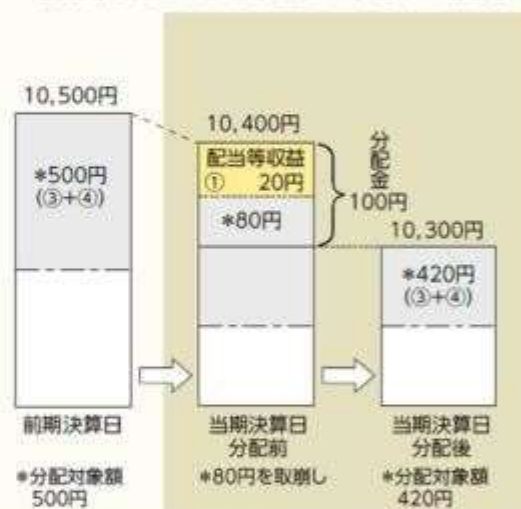 10,500円
*500円
(③+④)
前期決算日
*分配対象額
500円
10,400円
配当等収益
① 20円
*80円
分配金
100円
当期決算日
分配前
*80円を取崩し
10,300円
*420円
(③+④)
当期決算日
分配後
*分配対象額
420円